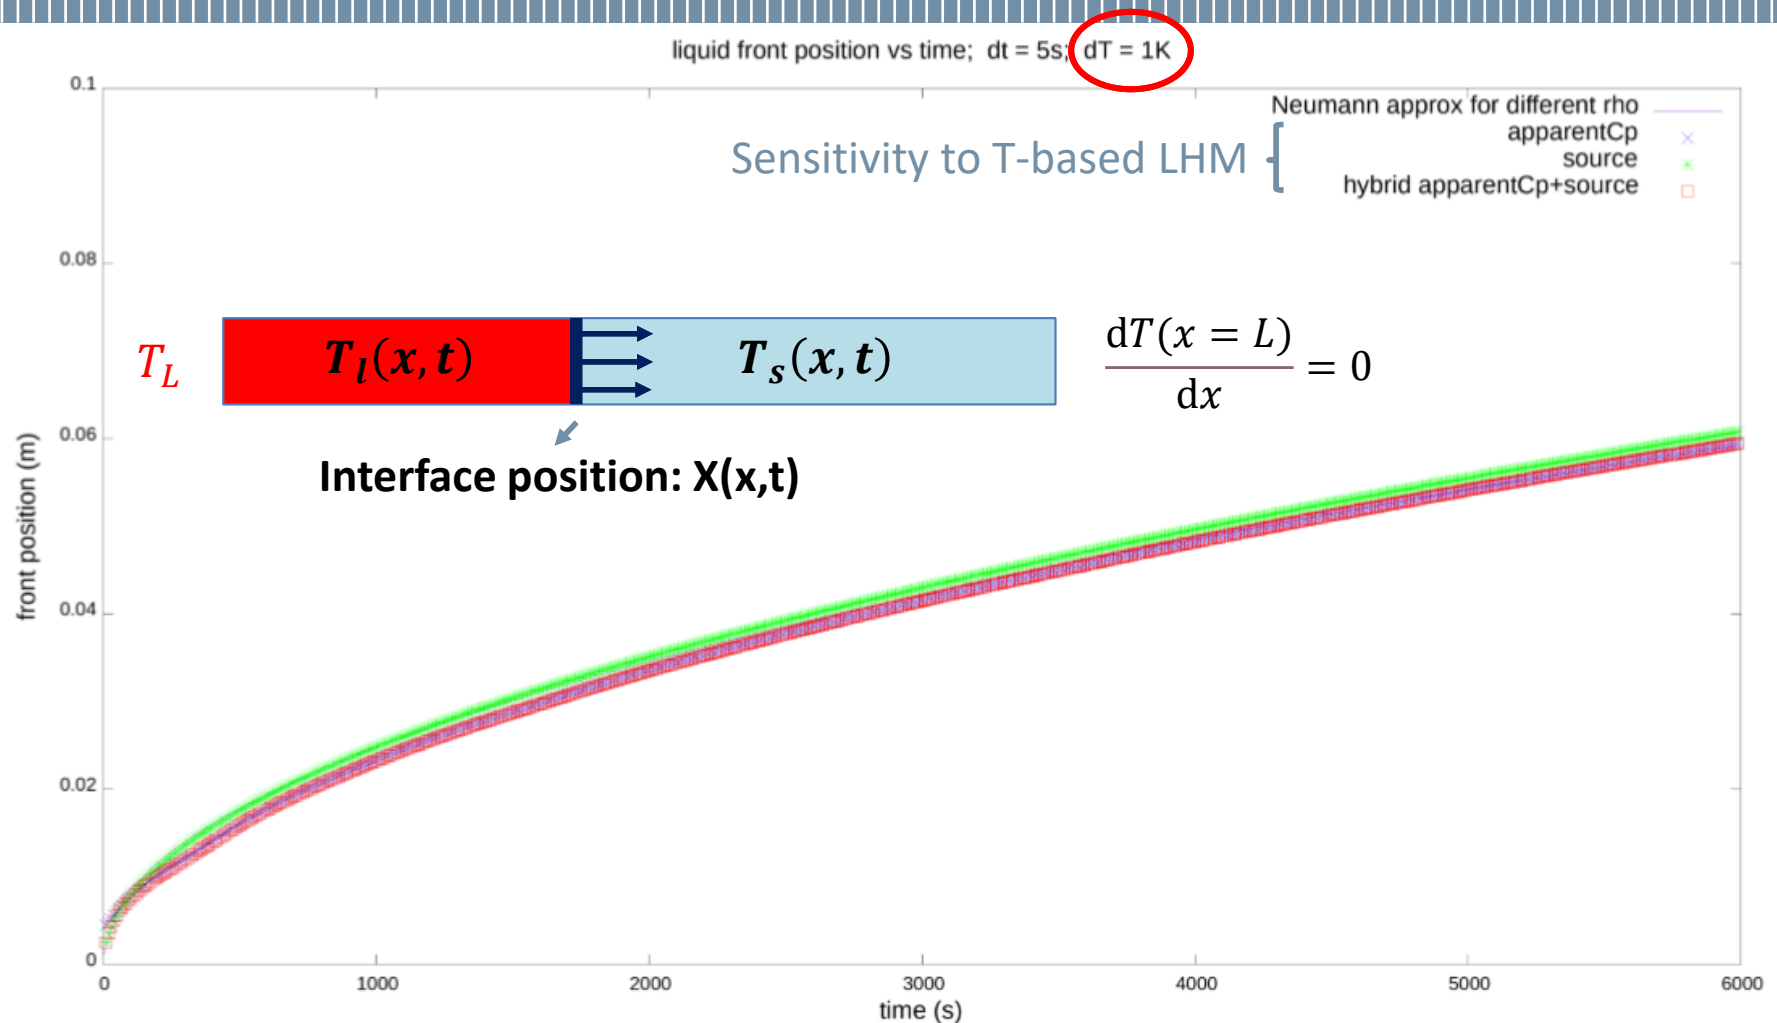 liquid front position vs time;  dt = 5s;  dT = 1K
0.1
Neumann approx for different rho
apparentCp
source
hybrid apparentCp+source
Sensitivity to T-based LHM
0.08
T_L
T_l(x, t)
T_s(x, t)
dT(x = L)
dx
= 0
Interface position: X(x,t)
0.06
0.04
0.02
0
front position (m)
0 1000 2000 3000 4000 5000 6000
time (s)